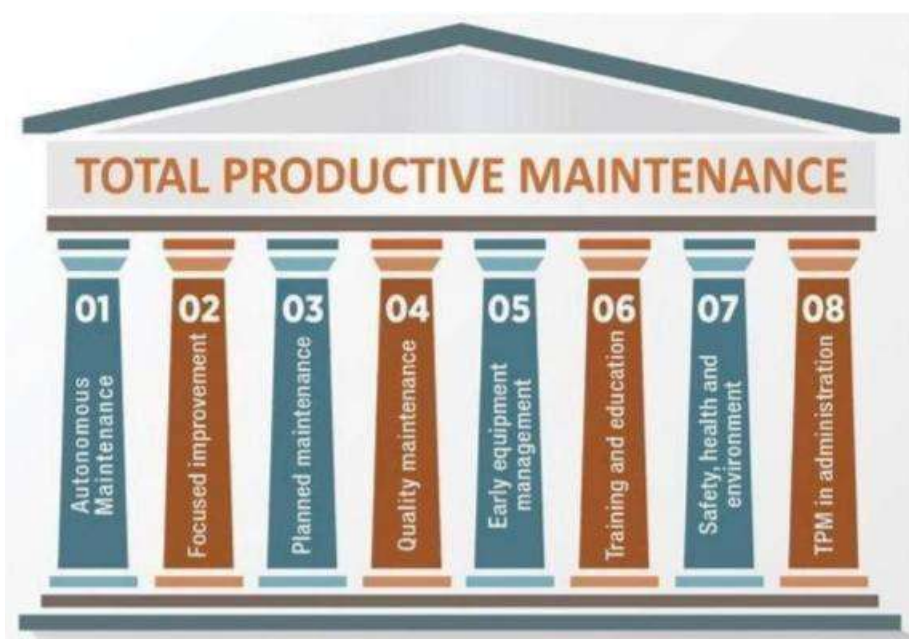 TOTAL PRODUCTIVE MAINTENANCE
01
Autonomous
Maintenance
02
Focused improvement
03
Planned maintenance
04
Quality maintenance
05
Early equipment
management
06
Training and education
07
Safety, health and
environment
08
TPM in administration